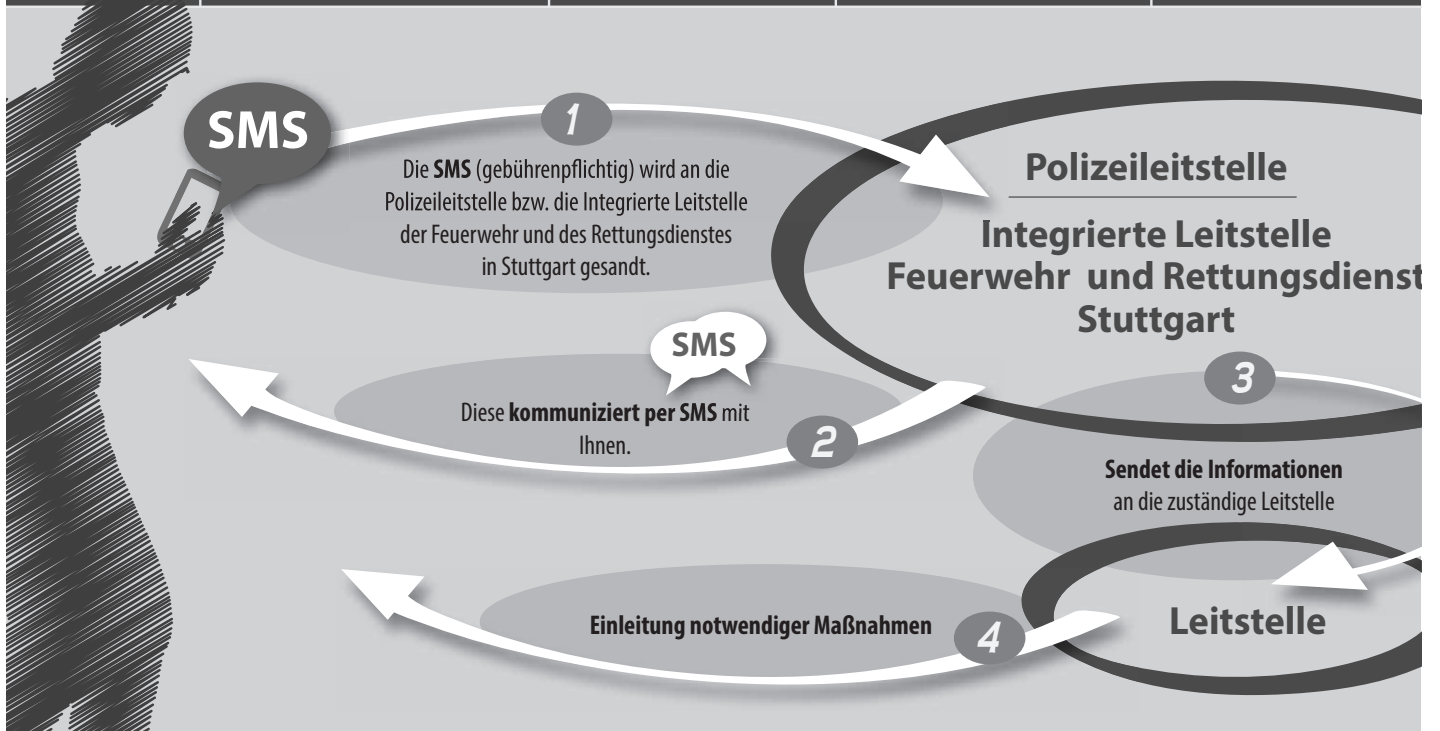 SMS
1
Die SMS (gebührenpflichtig) wird an die
Polizeileitstelle bzw. die Integrierte Leitstelle
der Feuerwehr und des Rettungsdienstes
in Stuttgart gesandt.
Polizeileitstelle
Integrierte Leitstelle
Feuerwehr und Rettungsdienst
Stuttgart
SMS
Diese kommuniziert per SMS mit
Ihnen.
2
3
Sendet die Informationen
an die zuständige Leitstelle
Einleitung notwendiger Maßnahmen
4
Leitstelle